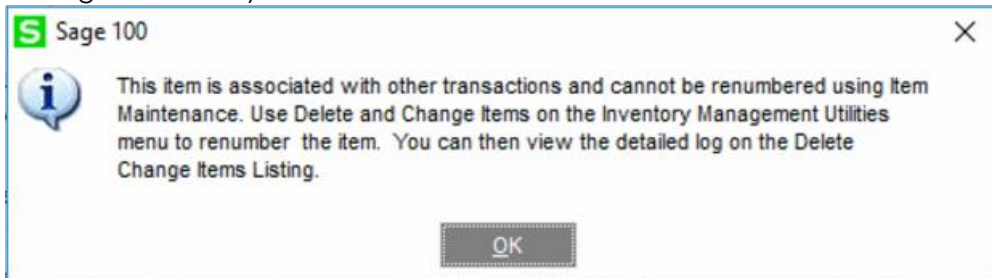 Sage 100
This item is associated with other transactions and cannot be renumbered using Item
Maintenance. Use Delete and Change Items on the Inventory Management Utilities
menu to renumber the item. You can then view the detailed log on the Delete
Change Items Listing.
OK